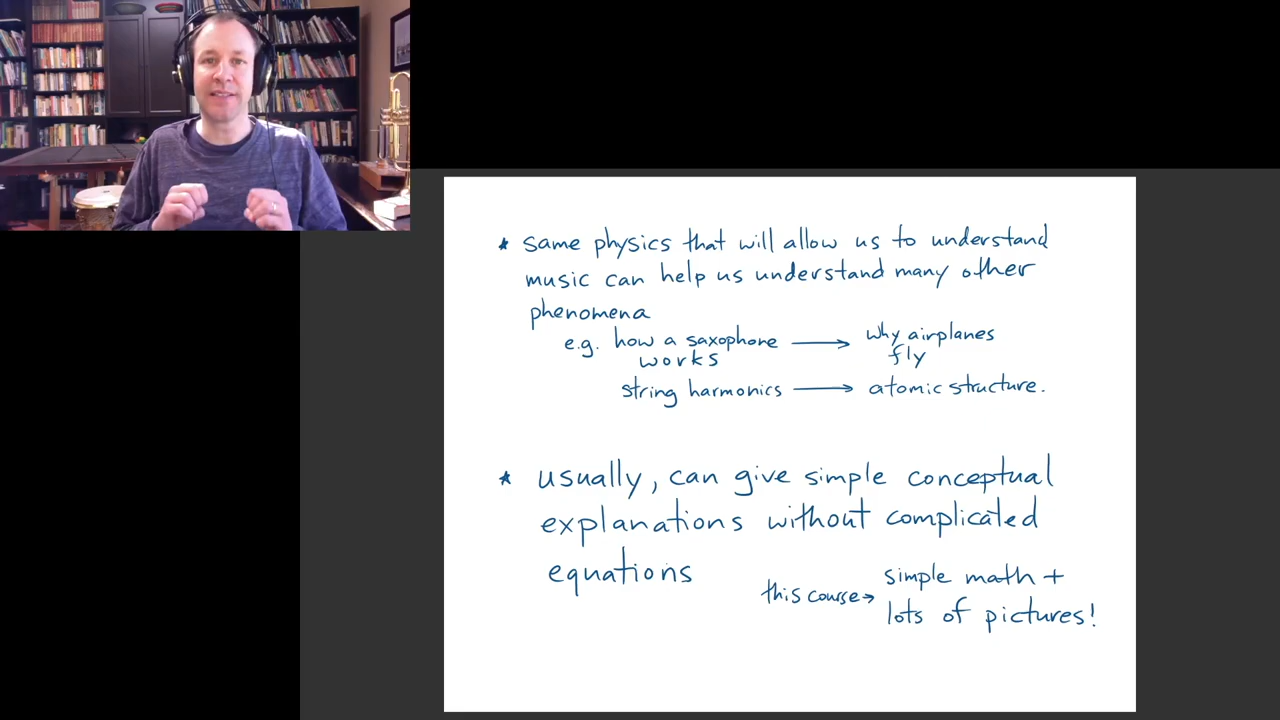 * same physics that will allow us to understand
music can help us understand many other
phenomena
e.g. how a saxophone → why airplanes
works fly
string harmonics → atomic structure.
* usually, can give simple conceptual
explanations without complicated
equations
this course → simple math +
lots of pictures!